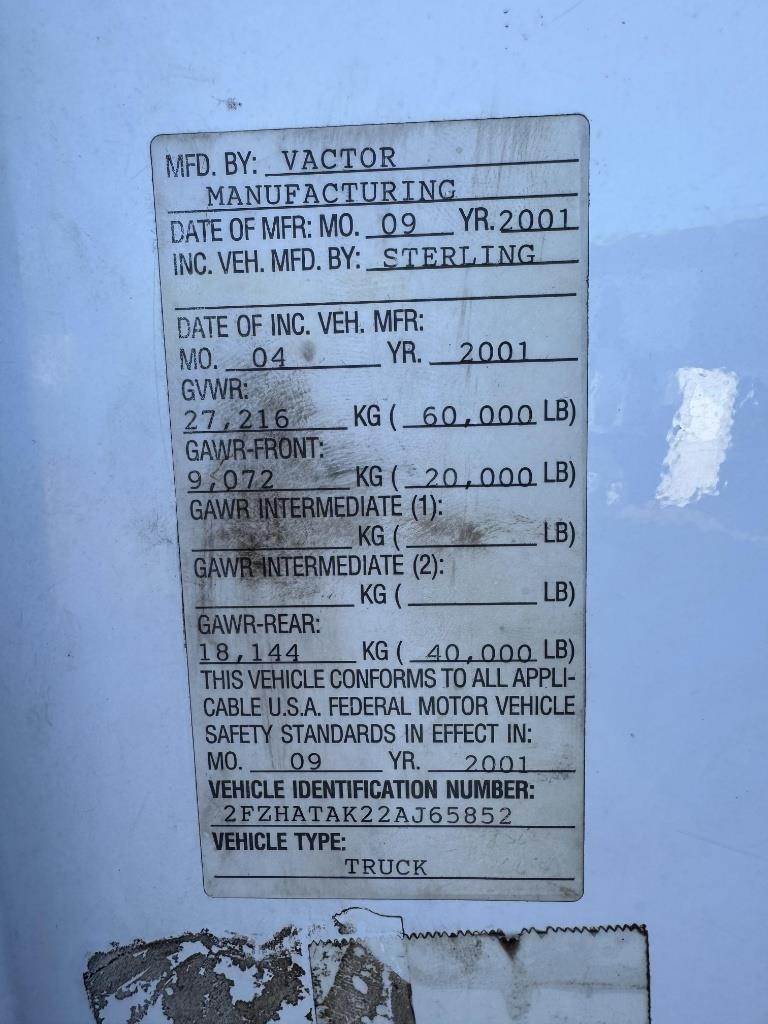 MFD. BY: VACTOR
MANUFACTURING
DATE OF MFR: MO. 09 YR. 2001
INC. VEH. MFD. BY: STERLING
DATE OF INC. VEH. MFR:
MO. 04 YR. 2001
GVWR:
27,216 KG ( 60,000 LB)
GAWR-FRONT:
9,072 KG ( 20,000 LB)
GAWR INTERMEDIATE (1):
KG ( LB)
GAWR INTERMEDIATE (2):
KG ( LB)
GAWR-REAR:
18,144 KG ( 40,000 LB)
THIS VEHICLE CONFORMS TO ALL APPLI-
CABLE U.S.A. FEDERAL MOTOR VEHICLE
SAFETY STANDARDS IN EFFECT IN:
MO. 09 YR. 2001
VEHICLE IDENTIFICATION NUMBER:
2FZHATAK22AJ65852
VEHICLE TYPE:
TRUCK